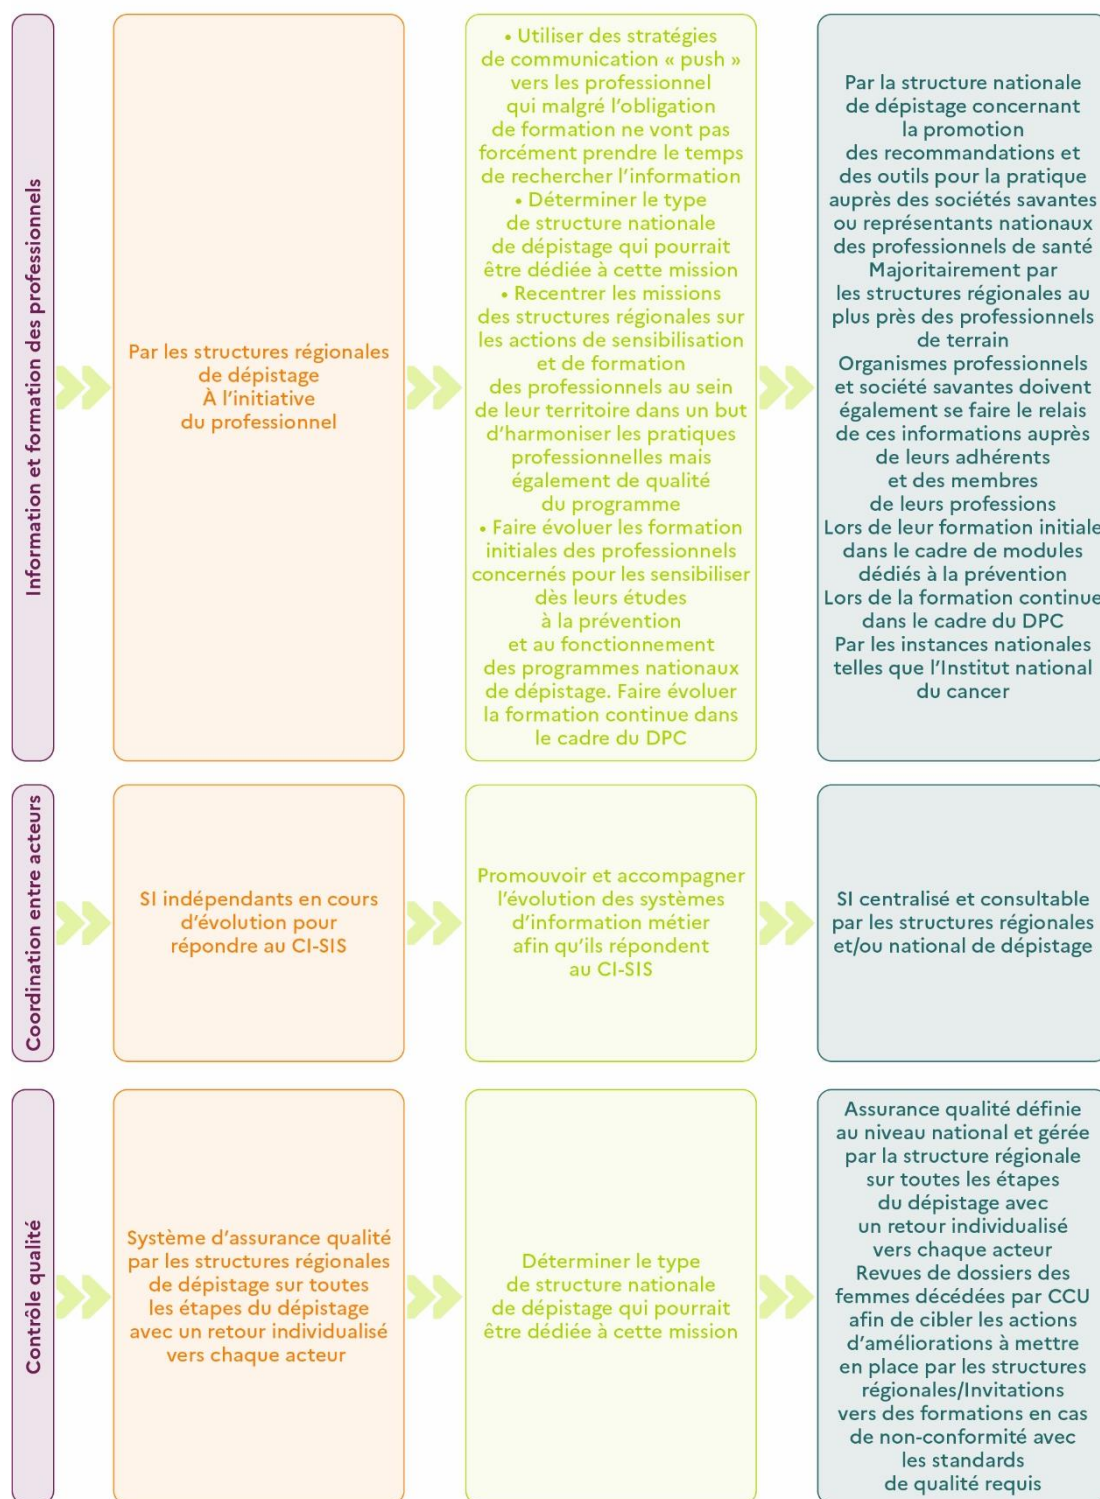 Information et formation des professionnels
Par les structures régionales
de dépistage
À l'initiative
du professionnel
• Utiliser des stratégies
de communication « push »
vers les professionnel
qui malgré l'obligation
de formation ne vont pas
forcément prendre le temps
de rechercher l'information
• Déterminer le type
de structure nationale
de dépistage qui pourrait
être dédiée à cette mission
• Recentrer les missions
des structures régionales sur
les actions de sensibilisation
et de formation
des professionnels au sein
de leur territoire dans un but
d'harmoniser les pratiques
professionnelles mais
également de qualité
du programme
• Faire évoluer les formation
initiales des professionnels
concernés pour les sensibiliser
dès leurs études
à la prévention
et au fonctionnement
des programmes nationaux
de dépistage. Faire évoluer
la formation continue dans
le cadre du DPC
Par la structure nationale
de dépistage concernant
la promotion
des recommandations et
des outils pour la pratique
auprès des sociétés savantes
ou représentants nationaux
des professionnels de santé
Majoritairement par
les structures régionales au
plus près des professionnels
de terrain
Organismes professionnels
et société savantes doivent
également se faire le relais
de ces informations auprès
de leurs adhérents
et des membres
de leurs professions
Lors de leur formation initiale
dans le cadre de modules
dédiés à la prévention
Lors de la formation continue
dans le cadre du DPC
Par les instances nationales
telles que l'Institut national
du cancer
Coordination entre acteurs
SI indépendants en cours
d'évolution pour
répondre au CI-SIS
Promouvoir et accompagner
l'évolution des systèmes
d'information métier
afin qu'ils répondent
au CI-SIS
SI centralisé et consultable
par les structures régionales
et/ou national de dépistage
Contrôle qualité
Système d'assurance qualité
par les structures régionales
de dépistage sur toutes
les étapes du dépistage
avec un retour individualisé
vers chaque acteur
Déterminer le type
de structure nationale
de dépistage qui pourrait
être dédiée à cette mission
Assurance qualité définie
au niveau national et gérée
par la structure régionale
sur toutes les étapes
du dépistage avec
un retour individualisé
vers chaque acteur
Revues de dossiers des
femmes décédées par CCU
afin de cibler les actions
d'améliorations à mettre
en place par les structures
régionales/Invitations
vers des formations en cas
de non-conformité avec
les standards
de qualité requis